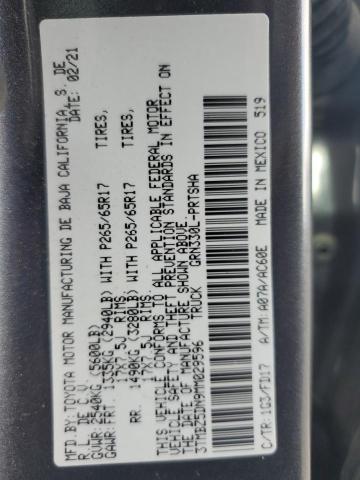 MFD.BY: TOYOTA MOTOR MANUFACTURING DE BAJA CALIFORNIA S. DE
R. L. DE C.V. DATE: 02/21
GVWR: 2540KG (5600LB)
GAWR: FRT. 1335KG (2940LB) WITH P265/65R17 TIRES,
17X7.5J RIMS,
RR. 1490KG (3280LB) WITH P265/65R17 TIRES,
17X7.5J RIMS,
THIS VEHICLE CONFORMS TO ALL APPLICABLE FEDERAL MOTOR
VEHICLE SAFETY AND THEFT PREVENTION STANDARDS IN EFFECT ON
THE DATE OF MANUFACTURE SHOWN ABOVE.
3TMBZ5DN9MM029596 TRUCK GRN330L-PRTSHA
C/TR: 1G3/FD17 A/TM: A07A/AC60E MADE IN MEXICO 519